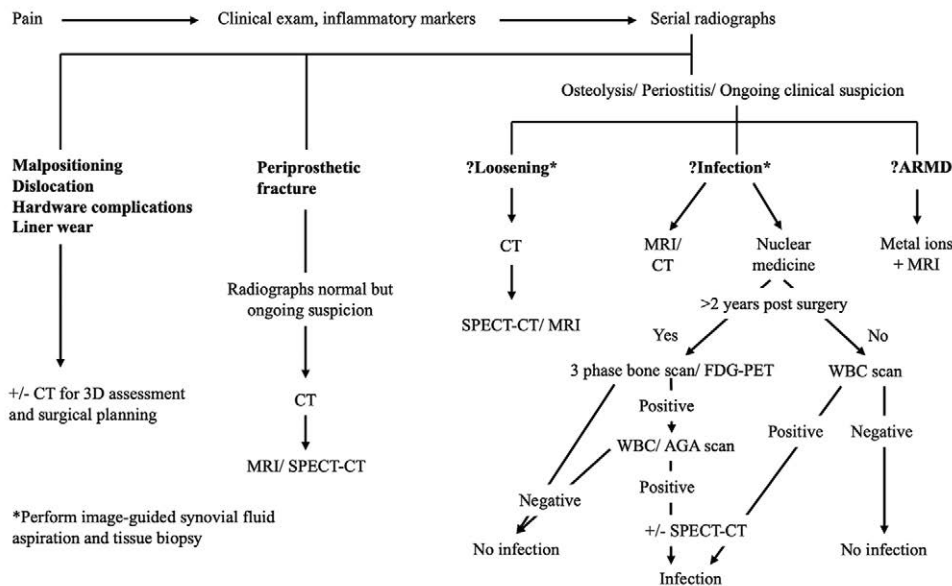 Pain
Clinical exam, inflammatory markers
Serial radiographs
Osteolysis/ Periostitis/ Ongoing clinical suspicion
Malpositioning
Dislocation
Hardware complications
Liner wear
+/- CT for 3D assessment
and surgical planning
Periprosthetic
fracture
Radiographs normal but
ongoing suspicion
CT
MRI/ SPECT-CT
?Loosening*
CT
SPECT-CT/ MRI
?Infection*
MRI/
CT
Nuclear
medicine
>2 years post surgery
Yes
No
3 phase bone scan/ FDG-PET
WBC scan
Positive
WBC/ AGA scan
Positive
Negative
Negative
Positive
+/- SPECT-CT
No infection
Infection
No infection
?ARMD
Metal ions
+ MRI
*Perform image-guided synovial fluid
aspiration and tissue biopsy